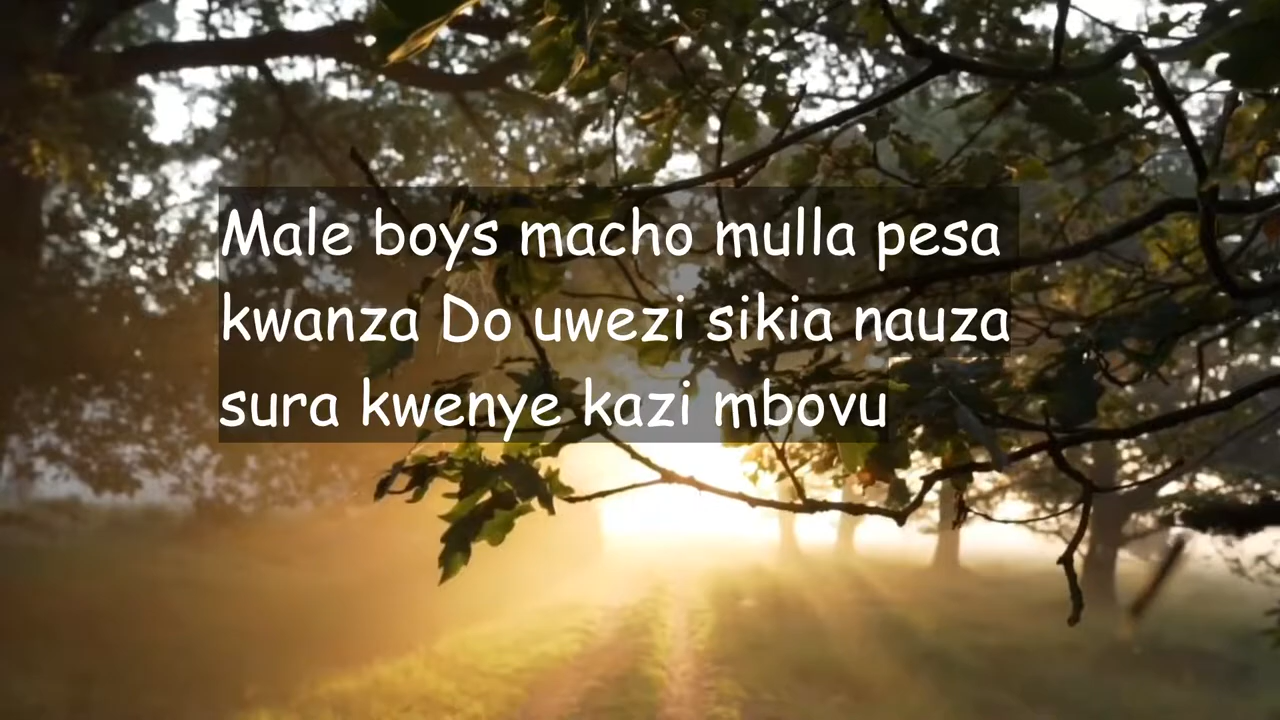 Male boys macho mulla pesa
kwanza Do uwezi sikia nauza
sura kwenye kazi mbovu